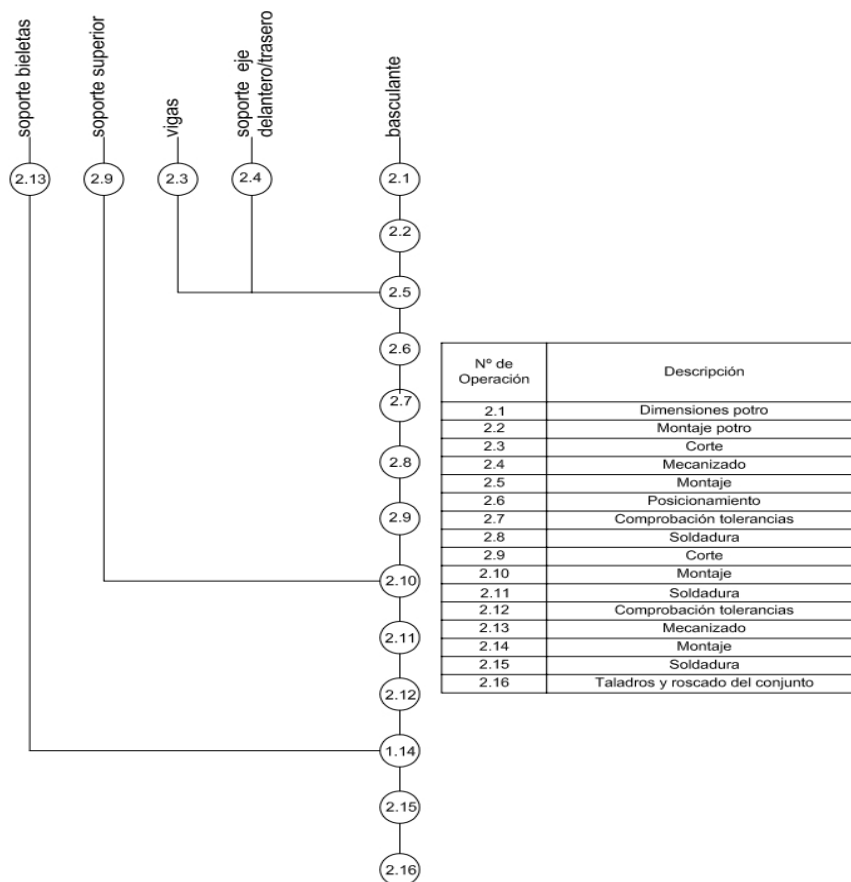 soporte bieletas
soporte superior
vigas
soporte eje
delantero/trasero
basculante
2.13
2.9
2.3
2.4
2.1
2.2
2.5
2.6
2.7
2.8
2.9
2.10
2.11
2.12
1.14
2.15
2.16
Nº de
Operación
Descripción
2.1 Dimensiones potro
2.2 Montaje potro
2.3 Corte
2.4 Mecanizado
2.5 Montaje
2.6 Posicionamiento
2.7 Comprobación tolerancias
2.8 Soldadura
2.9 Corte
2.10 Montaje
2.11 Soldadura
2.12 Comprobación tolerancias
2.13 Mecanizado
2.14 Montaje
2.15 Soldadura
2.16 Taladros y roscado del conjunto